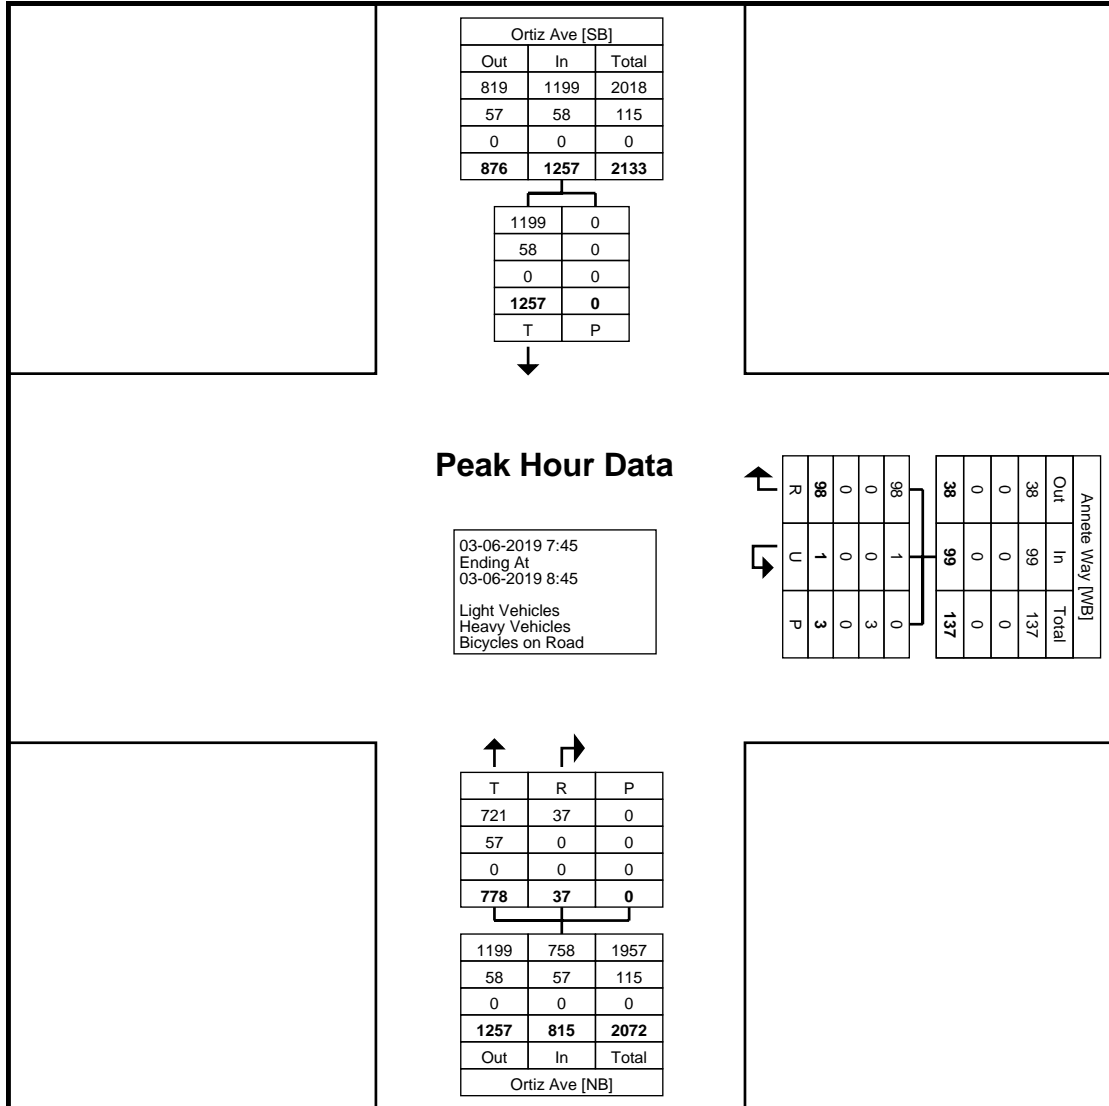 Ortiz Ave [SB]
Out In Total
819 1199 2018
57 58 115
0 0 0
876 1257 2133
1199 0
58 0
0 0
1257 0
T P
Peak Hour Data
03-06-2019 7:45
Ending At
03-06-2019 8:45
Light Vehicles
Heavy Vehicles
Bicycles on Road
Annete Way [WB]
Out In Total
38 99 137
0 0 0
0 0 0
38 99 137
98 1 0
0 0 3
0 0 0
98 1 3
R U P
T R P
721 37 0
57 0 0
0 0 0
778 37 0
1199 758 1957
58 57 115
0 0 0
1257 815 2072
Out In Total
Ortiz Ave [NB]